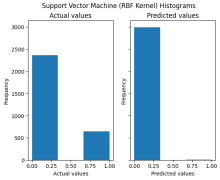 Support Vector Machine (RBF Kernel) Histograms
Actual values
Predicted values
3000
2500
2000
1500
1000
500
0
Frequency
Frequency
0.00 0.25 0.50 0.75 1.00
0.00 0.25 0.50 0.75 1.00
Actual values
Predicted values